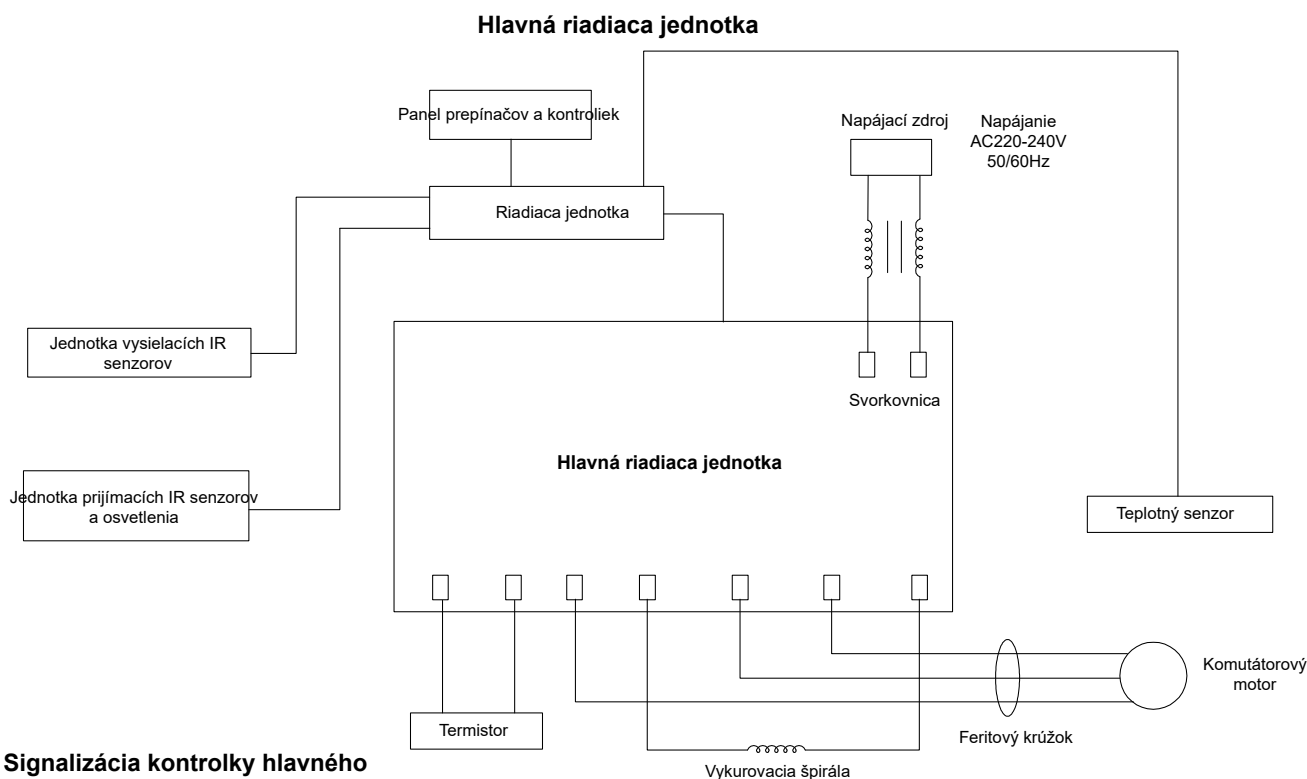 Hlavná riadiaca jednotka
Panel prepínačov a kontroliek
Napájací zdroj
Napájanie
AC220-240V
50/60Hz
Riadiaca jednotka
Jednotka vysielacích IR
senzorov
Svorkovnica
Hlavná riadiaca jednotka
Jednotka prijímacích IR senzorov
a osvetlenia
Teplotný senzor
Komutátorový
motor
Termistor
Feritový krúžok
Vykurovacia špirála
Signalizácia kontrolky hlavného